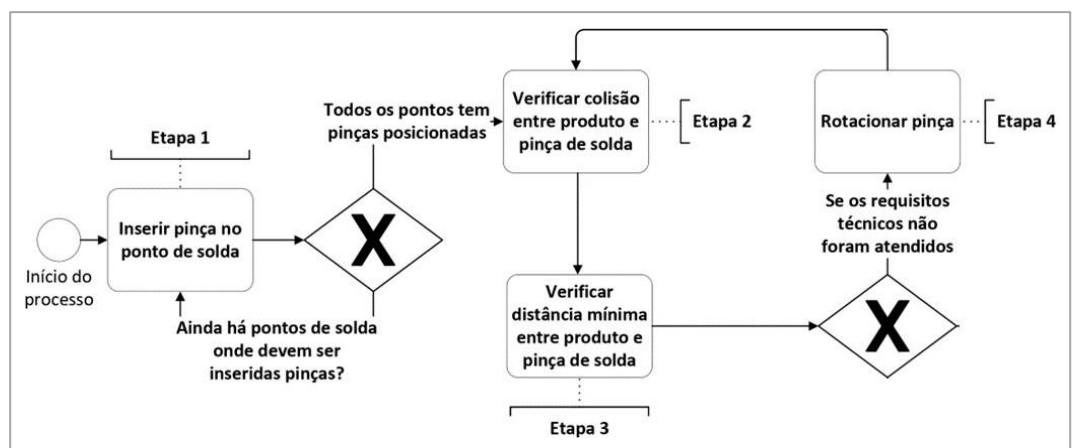 Etapa 1
Inserir pinça no
ponto de solda
Início do
processo
Todos os pontos tem
pinças posicionadas
X
Ainda há pontos de solda
onde devem ser
inseridas pinças?
Verificar colisão
entre produto e
pinça de solda
Etapa 2
Verificar
distância mínima
entre produto e
pinça de solda
Etapa 3
X
Se os requisitos
técnicos não
foram atendidos
Rotacionar pinça
Etapa 4